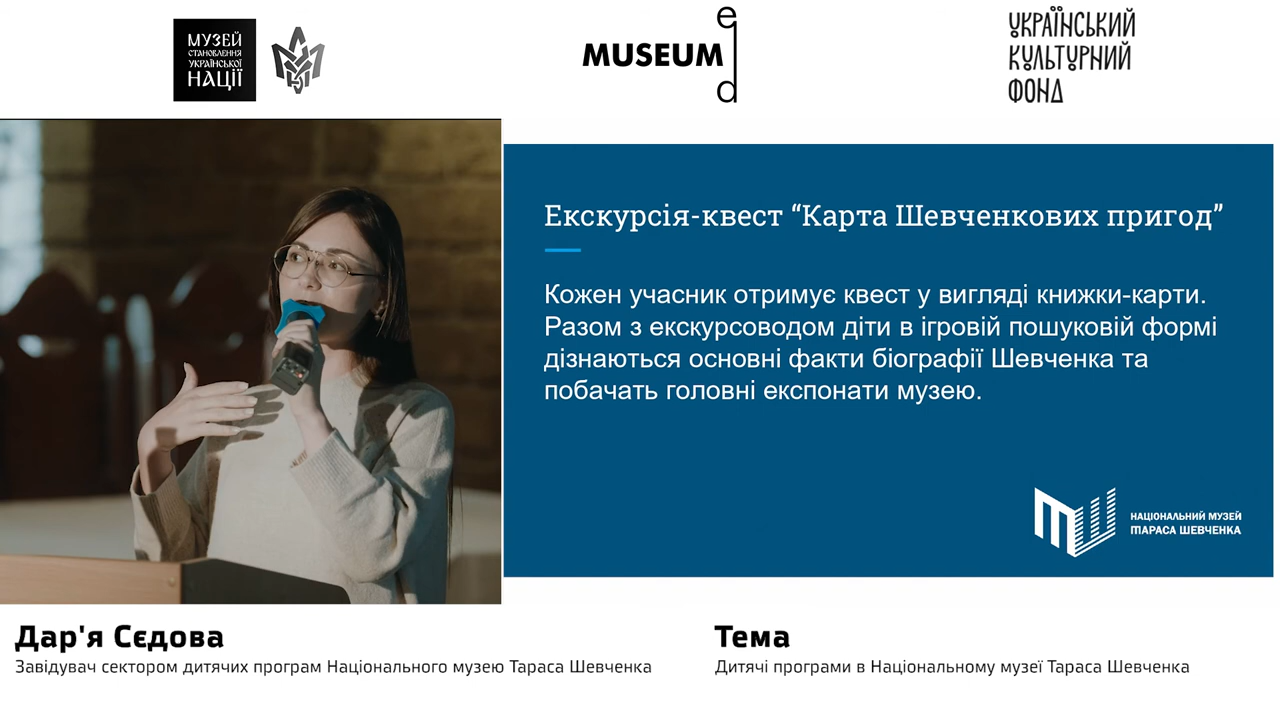 МУЗЕЙ
СТАНОВЛЕННЯ
УКРАЇНСЬКОЇ
НАЦІЇ
MUSEUM
ed
УКРАЇНСЬКИЙ
КУЛЬТУРНИЙ
ФОНД
Екскурсія-квест “Карта Шевченкових пригод”
Кожен учасник отримує квест у вигляді книжки-карти.
Разом з екскурсоводом діти в ігровій пошуковій формі
дізнаються основні факти біографії Шевченка та
побачать головні експонати музею.
НАЦІОНАЛЬНИЙ МУЗЕЙ
ТАРАСА ШЕВЧЕНКА
Дар'я Сєдова
Завідувач сектором дитячих програм Національного музею Тараса Шевченка
Тема
Дитячі програми в Національному музеї Тараса Шевченка